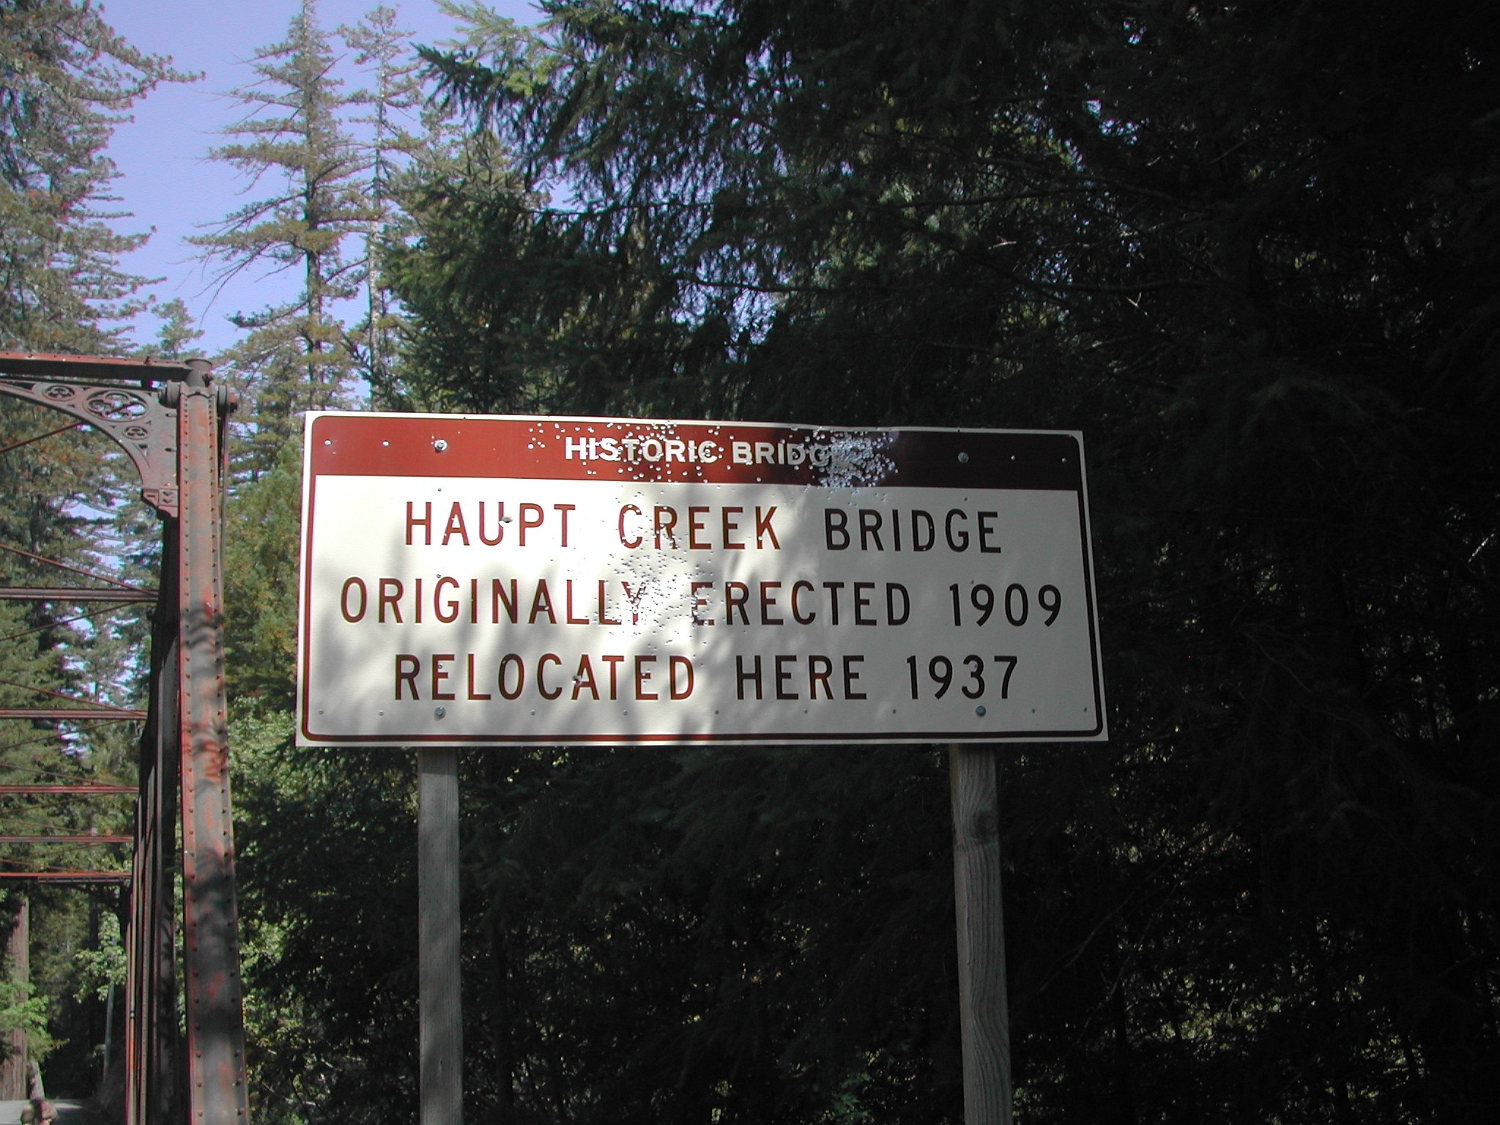 HISTORIC BRIDGE
HAUPT CREEK BRIDGE
ORIGINALLY ERECTED 1909
RELOCATED HERE 1937